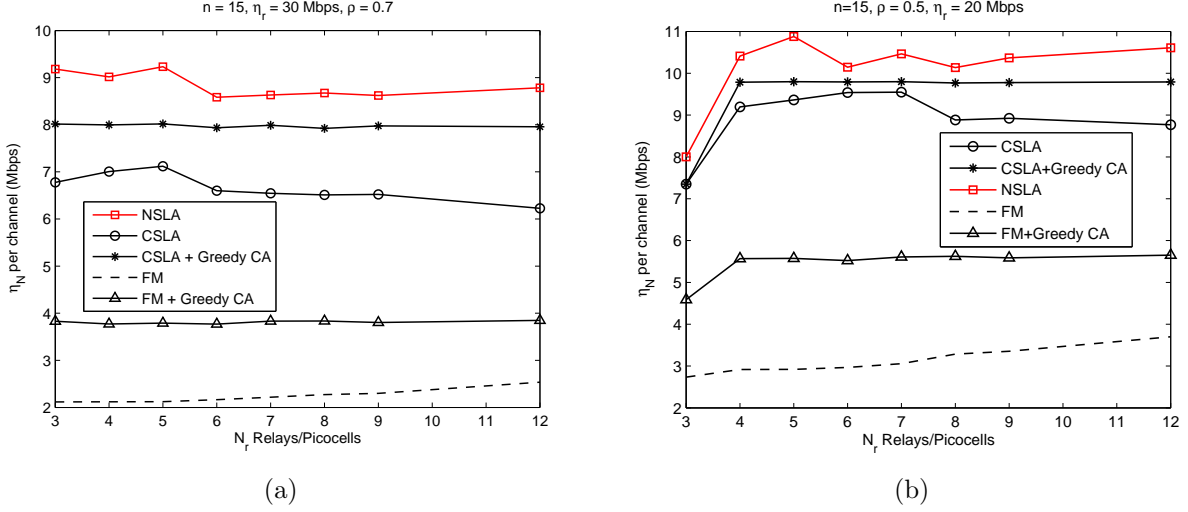 n = 15, ηr = 30 Mbps, ρ = 0.7
10
9
8
7
6
5
4
3
2
ηN per channel (Mbps)
NSLA
CSLA
CSLA + Greedy CA
FM
FM + Greedy CA
3 4 5 6 7 8 9 10 11 12
Nr Relays/Picocells
(a)
n=15, ρ = 0.5, ηr = 20 Mbps
11
10
9
8
7
6
5
4
3
2
ηN per channel (Mbps)
CSLA
CSLA+Greedy CA
NSLA
FM
FM+Greedy CA
3 4 5 6 7 8 9 10 11 12
Nr Relays/Picocells
(b)